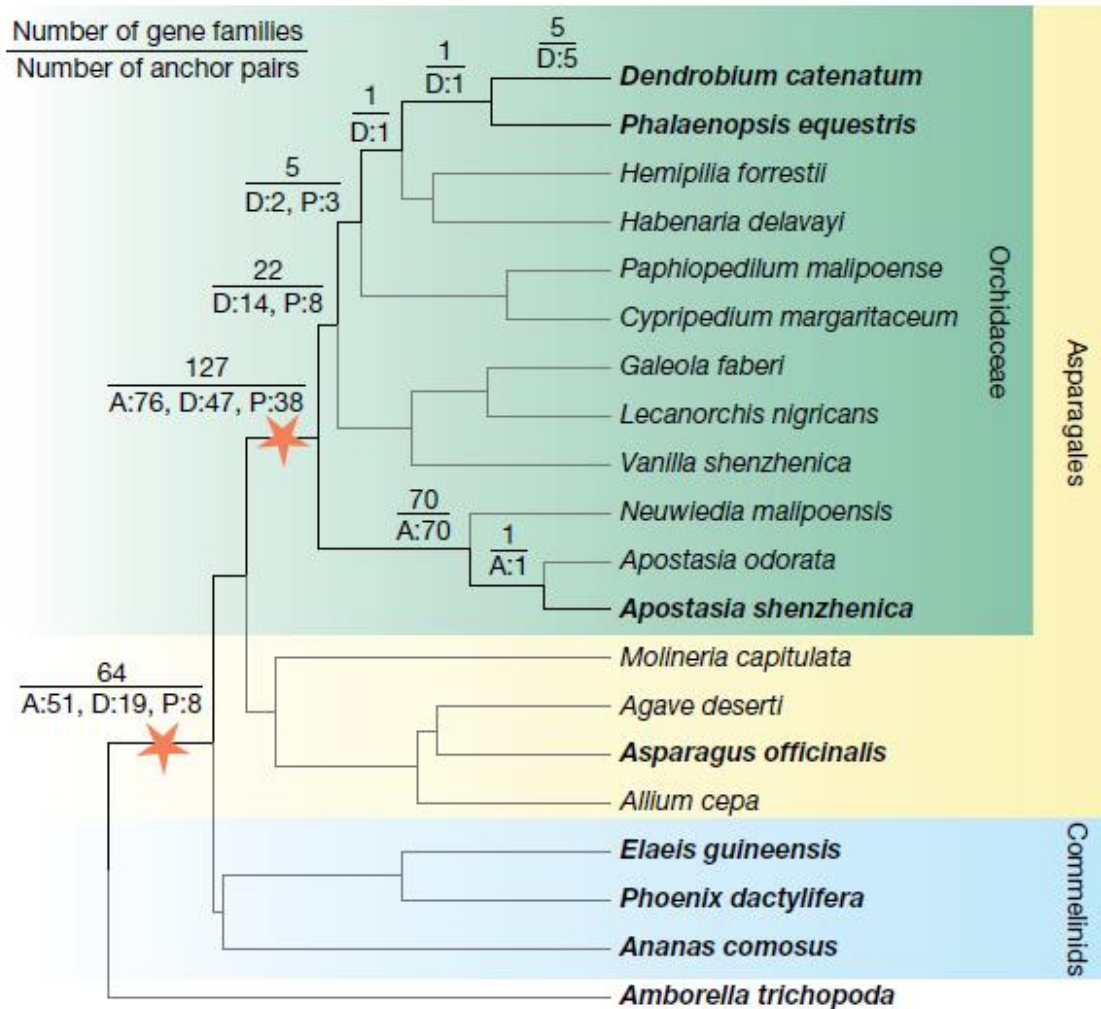 Number of gene families
Number of anchor pairs
5
D:5
1
D:1
1
D:1
5
D:2, P:3
22
D:14, P:8
127
A:76, D:47, P:38
70
A:70
1
A:1
64
A:51, D:19, P:8
Dendrobium catenatum
Phalaenopsis equestris
Hemipilia forrestii
Habenaria delavayi
Paphiopedilum malipoense
Cypripedium margaritaceum
Galeola faberi
Lecanorchis nigricans
Vanilla shenzhenica
Neuwiedia malipoensis
Apostasia odorata
Apostasia shenzhenica
Molineria capitulata
Agave deserti
Asparagus officinalis
Allium cepa
Elaeis guineensis
Phoenix dactylifera
Ananas comosus
Amborella trichopoda
Orchidaceae
Asparagales
Commelinids